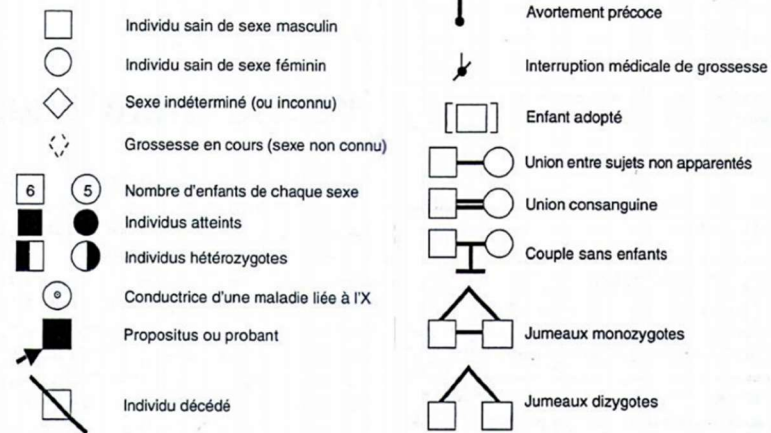 Individu sain de sexe masculin
Individu sain de sexe féminin
Sexe indéterminé (ou inconnu)
Grossesse en cours (sexe non connu)
6 5 Nombre d'enfants de chaque sexe
Individus atteints
Individus hétérozygotes
Conductrice d'une maladie liée à l'X
Propositus ou probant
Individu décédé
Avortement précoce
Interruption médicale de grossesse
Enfant adopté
Union entre sujets non apparentés
Union consanguine
Couple sans enfants
Jumeaux monozygotes
Jumeaux dizygotes